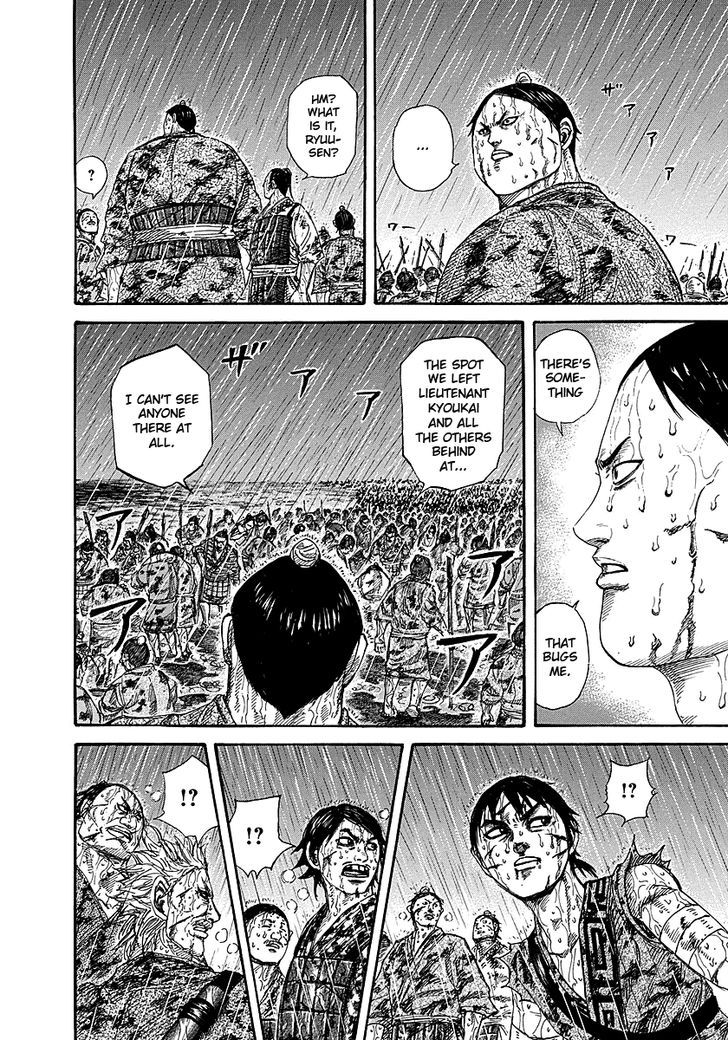 ...
ザァ
ワー
ワー
HM?
WHAT
IS IT,
RYUU-
SEN?
?
THERE'S
SOME-
THING
THAT
BUGS
ME.
THE SPOT
WE LEFT
LIEUTENANT
KYOUKAI
AND ALL
THE OTHERS
BEHIND
AT...
I CAN'T SEE
ANYONE
THERE AT
ALL.
ザア
ア
ア
ア
ア
ア
!?
!?
!?